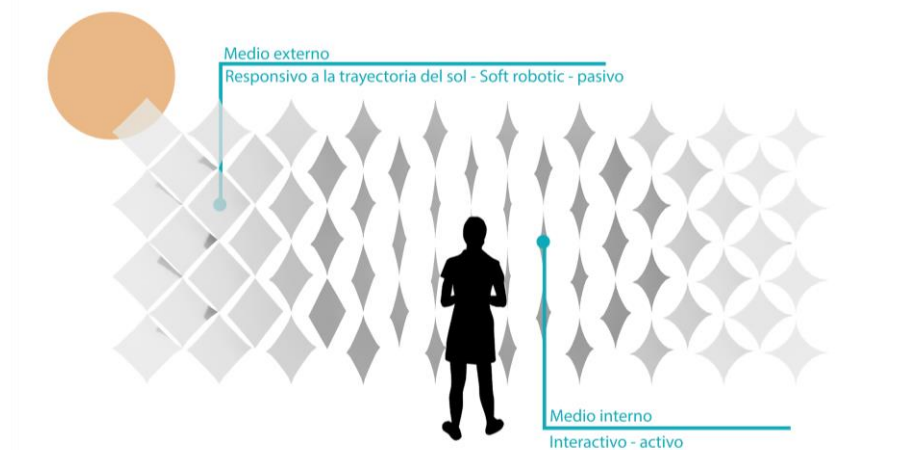 Medio externo
Responsivo a la trayectoria del sol - Soft robotic - pasivo
Medio interno
Interactivo - activo